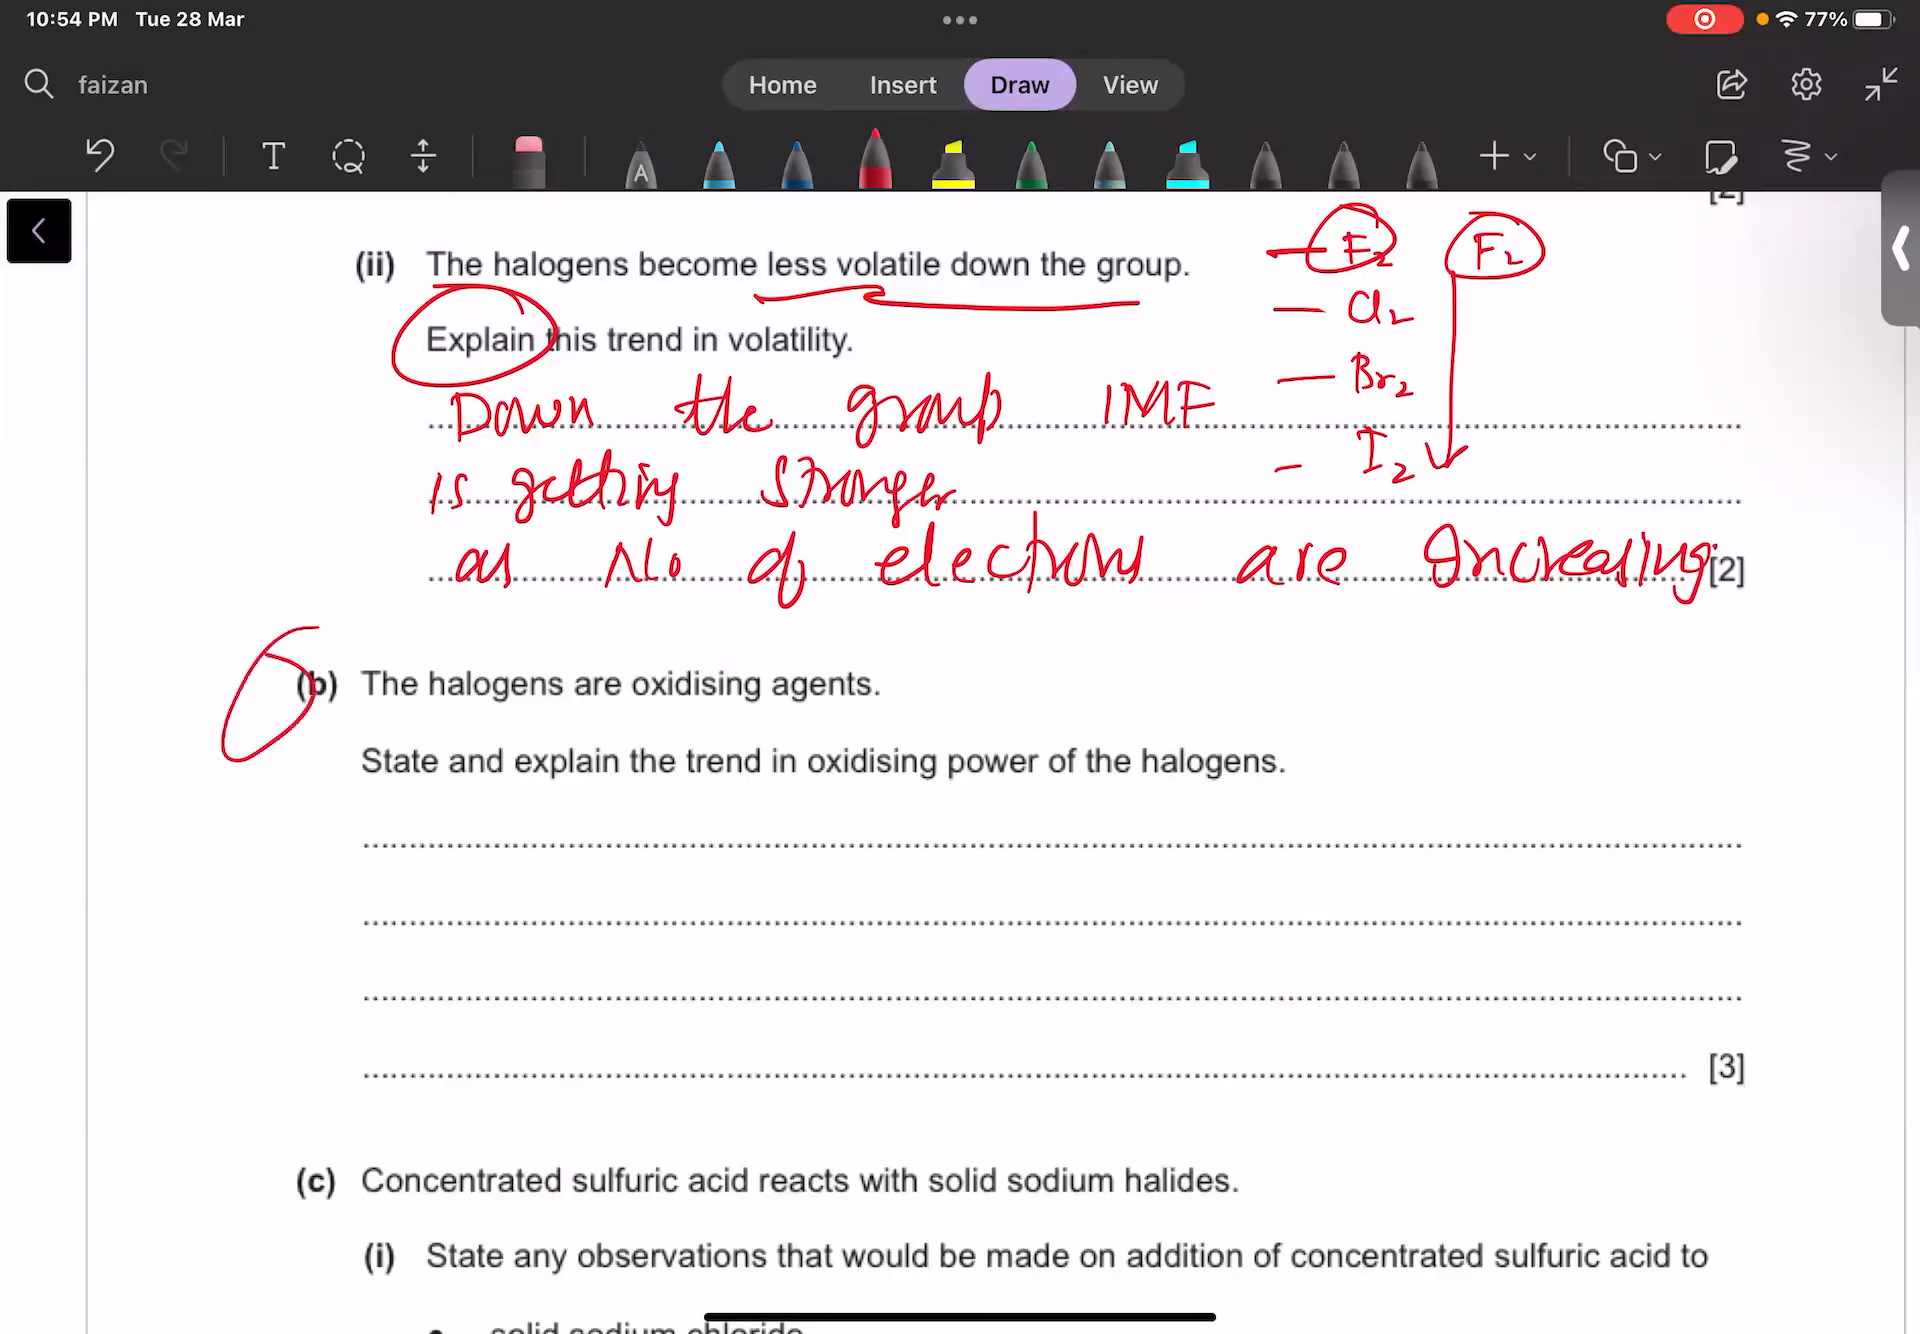 10:54 PM Tue 28 Mar
77%
faizan
Home Insert Draw View
T
A
[2]
(ii) The halogens become less volatile down the group.
F2 F2
Cl2
Explain this trend in volatility.
Br2
Down the group IMF
I2
is getting stronger
as No of electrons are Increasing [2]
(b) The halogens are oxidising agents.
State and explain the trend in oxidising power of the halogens.
[3]
(c) Concentrated sulfuric acid reacts with solid sodium halides.
(i) State any observations that would be made on addition of concentrated sulfuric acid to
• solid sodium chloride